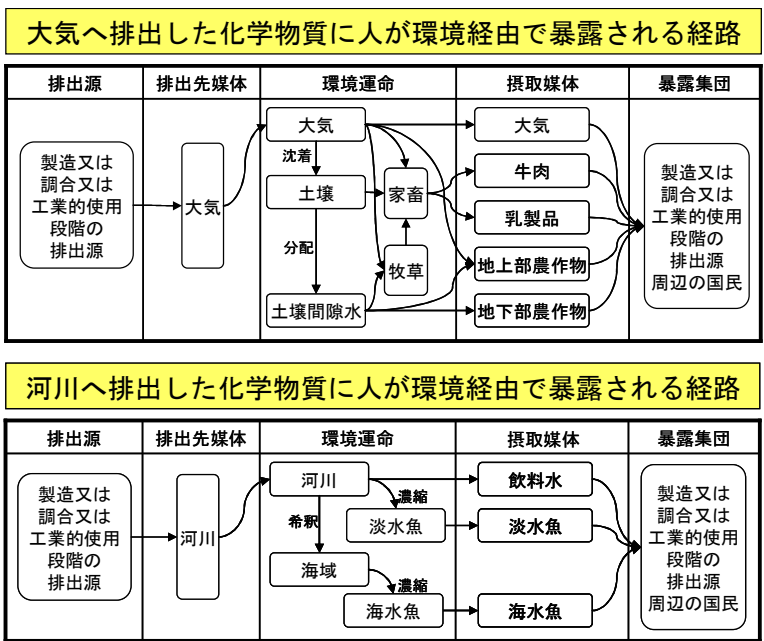 大気へ排出した化学物質に人が環境経由で暴露される経路
排出源
排出先媒体
環境運命
摂取媒体
暴露集団
製造又は
調合又は
工業的使用
段階の
排出源
大気
大気
沈着
土壌
分配
土壌間隙水
家畜
牧草
大気
牛肉
乳製品
地上部農作物
地下部農作物
製造又は
調合又は
工業的使用
段階の
排出源
周辺の国民
河川へ排出した化学物質に人が環境経由で暴露される経路
排出源
排出先媒体
環境運命
摂取媒体
暴露集団
製造又は
調合又は
工業的使用
段階の
排出源
河川
河川
濃縮
希釈
淡水魚
海域
濃縮
海水魚
飲料水
淡水魚
海水魚
製造又は
調合又は
工業的使用
段階の
排出源
周辺の国民